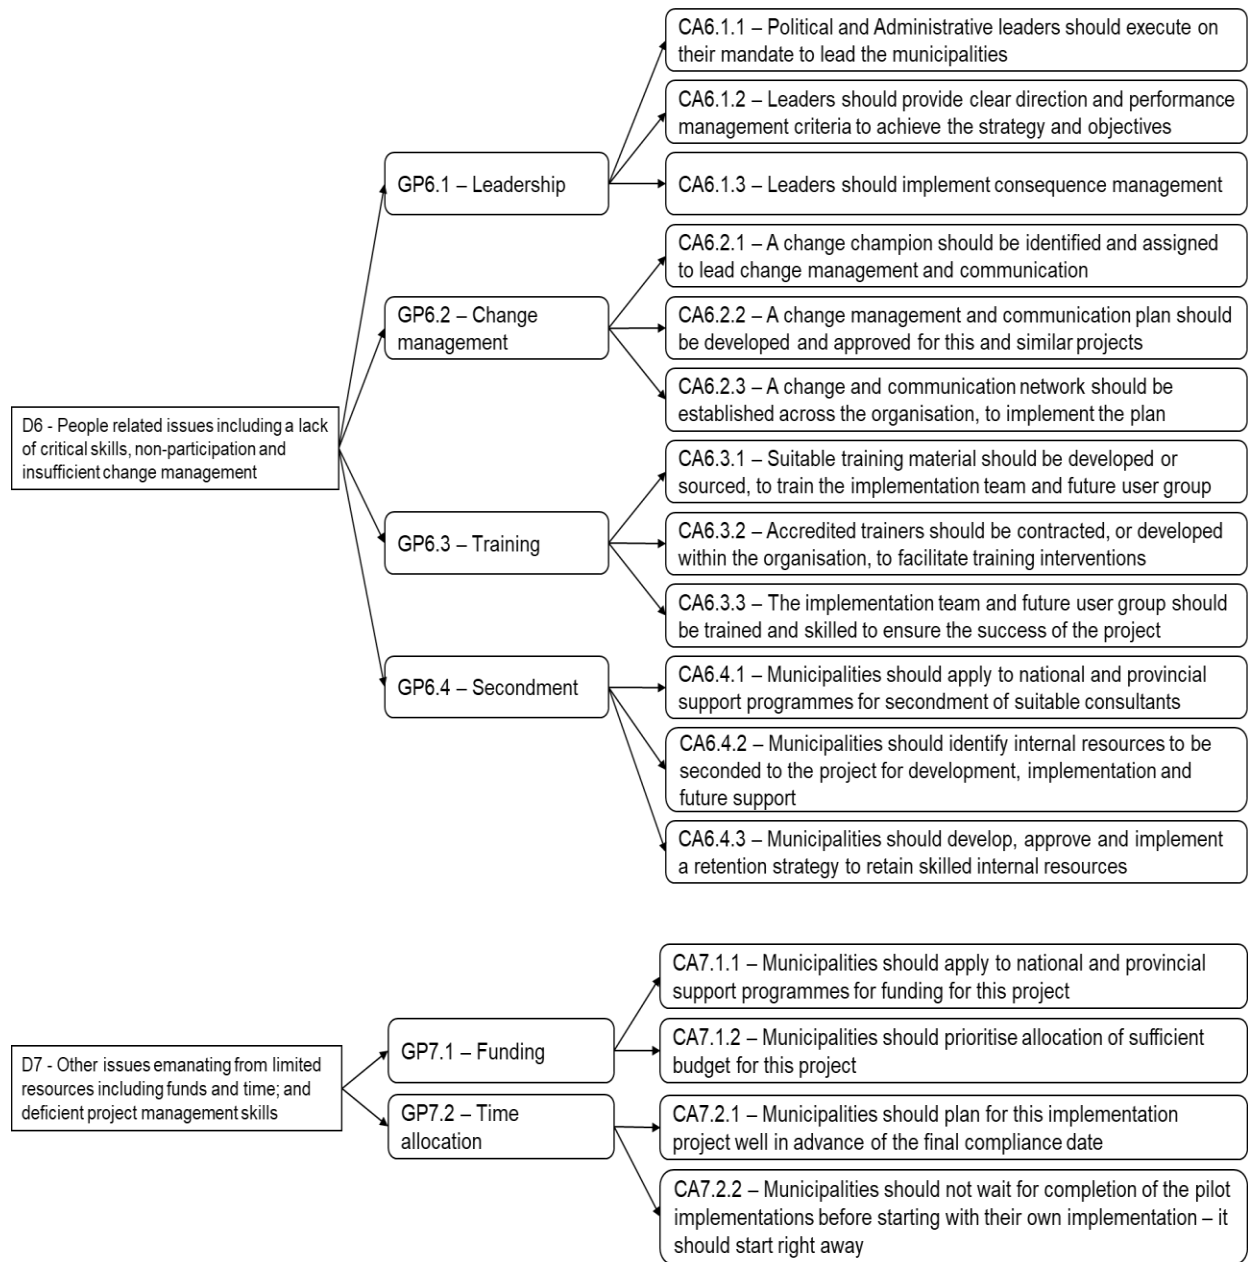 CA6.1.1 – Political and Administrative leaders should execute on
their mandate to lead the municipalities
CA6.1.2 – Leaders should provide clear direction and performance
management criteria to achieve the strategy and objectives
GP6.1 – Leadership
CA6.1.3 – Leaders should implement consequence management
CA6.2.1 – A change champion should be identified and assigned
to lead change management and communication
GP6.2 – Change
management
CA6.2.2 – A change management and communication plan should
be developed and approved for this and similar projects
CA6.2.3 – A change and communication network should be
established across the organisation, to implement the plan
D6 - People related issues including a lack
of critical skills, non-participation and
insufficient change management
CA6.3.1 – Suitable training material should be developed or
sourced, to train the implementation team and future user group
GP6.3 – Training
CA6.3.2 – Accredited trainers should be contracted, or developed
within the organisation, to facilitate training interventions
CA6.3.3 – The implementation team and future user group should
be trained and skilled to ensure the success of the project
GP6.4 – Secondment
CA6.4.1 – Municipalities should apply to national and provincial
support programmes for secondment of suitable consultants
CA6.4.2 – Municipalities should identify internal resources to be
seconded to the project for development, implementation and
future support
CA6.4.3 – Municipalities should develop, approve and implement
a retention strategy to retain skilled internal resources
CA7.1.1 – Municipalities should apply to national and provincial
support programmes for funding for this project
GP7.1 – Funding
CA7.1.2 – Municipalities should prioritise allocation of sufficient
budget for this project
D7 - Other issues emanating from limited
resources including funds and time; and
deficient project management skills
GP7.2 – Time
allocation
CA7.2.1 – Municipalities should plan for this implementation
project well in advance of the final compliance date
CA7.2.2 – Municipalities should not wait for completion of the pilot
implementations before starting with their own implementation – it
should start right away